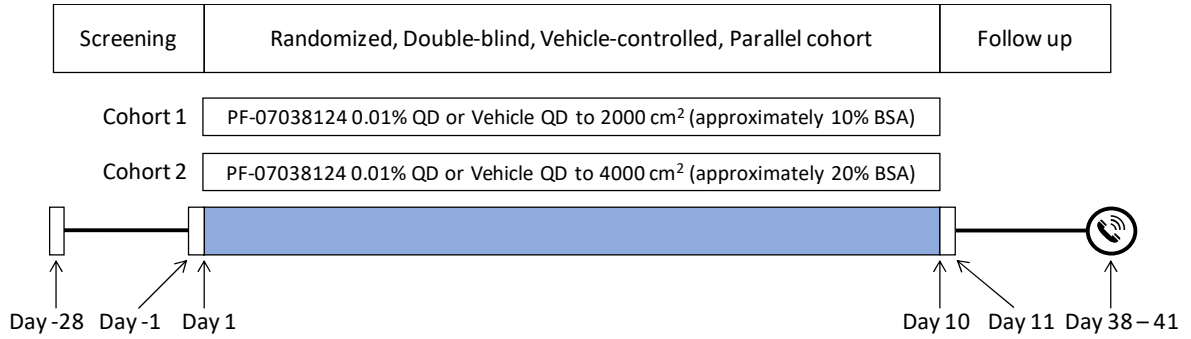 Screening
Randomized, Double-blind, Vehicle-controlled, Parallel cohort
Follow up
Cohort 1
PF-07038124 0.01% QD or Vehicle QD to 2000 cm² (approximately 10% BSA)
Cohort 2
PF-07038124 0.01% QD or Vehicle QD to 4000 cm² (approximately 20% BSA)
Day -28
Day -1
Day 1
Day 10
Day 11
Day 38 – 41